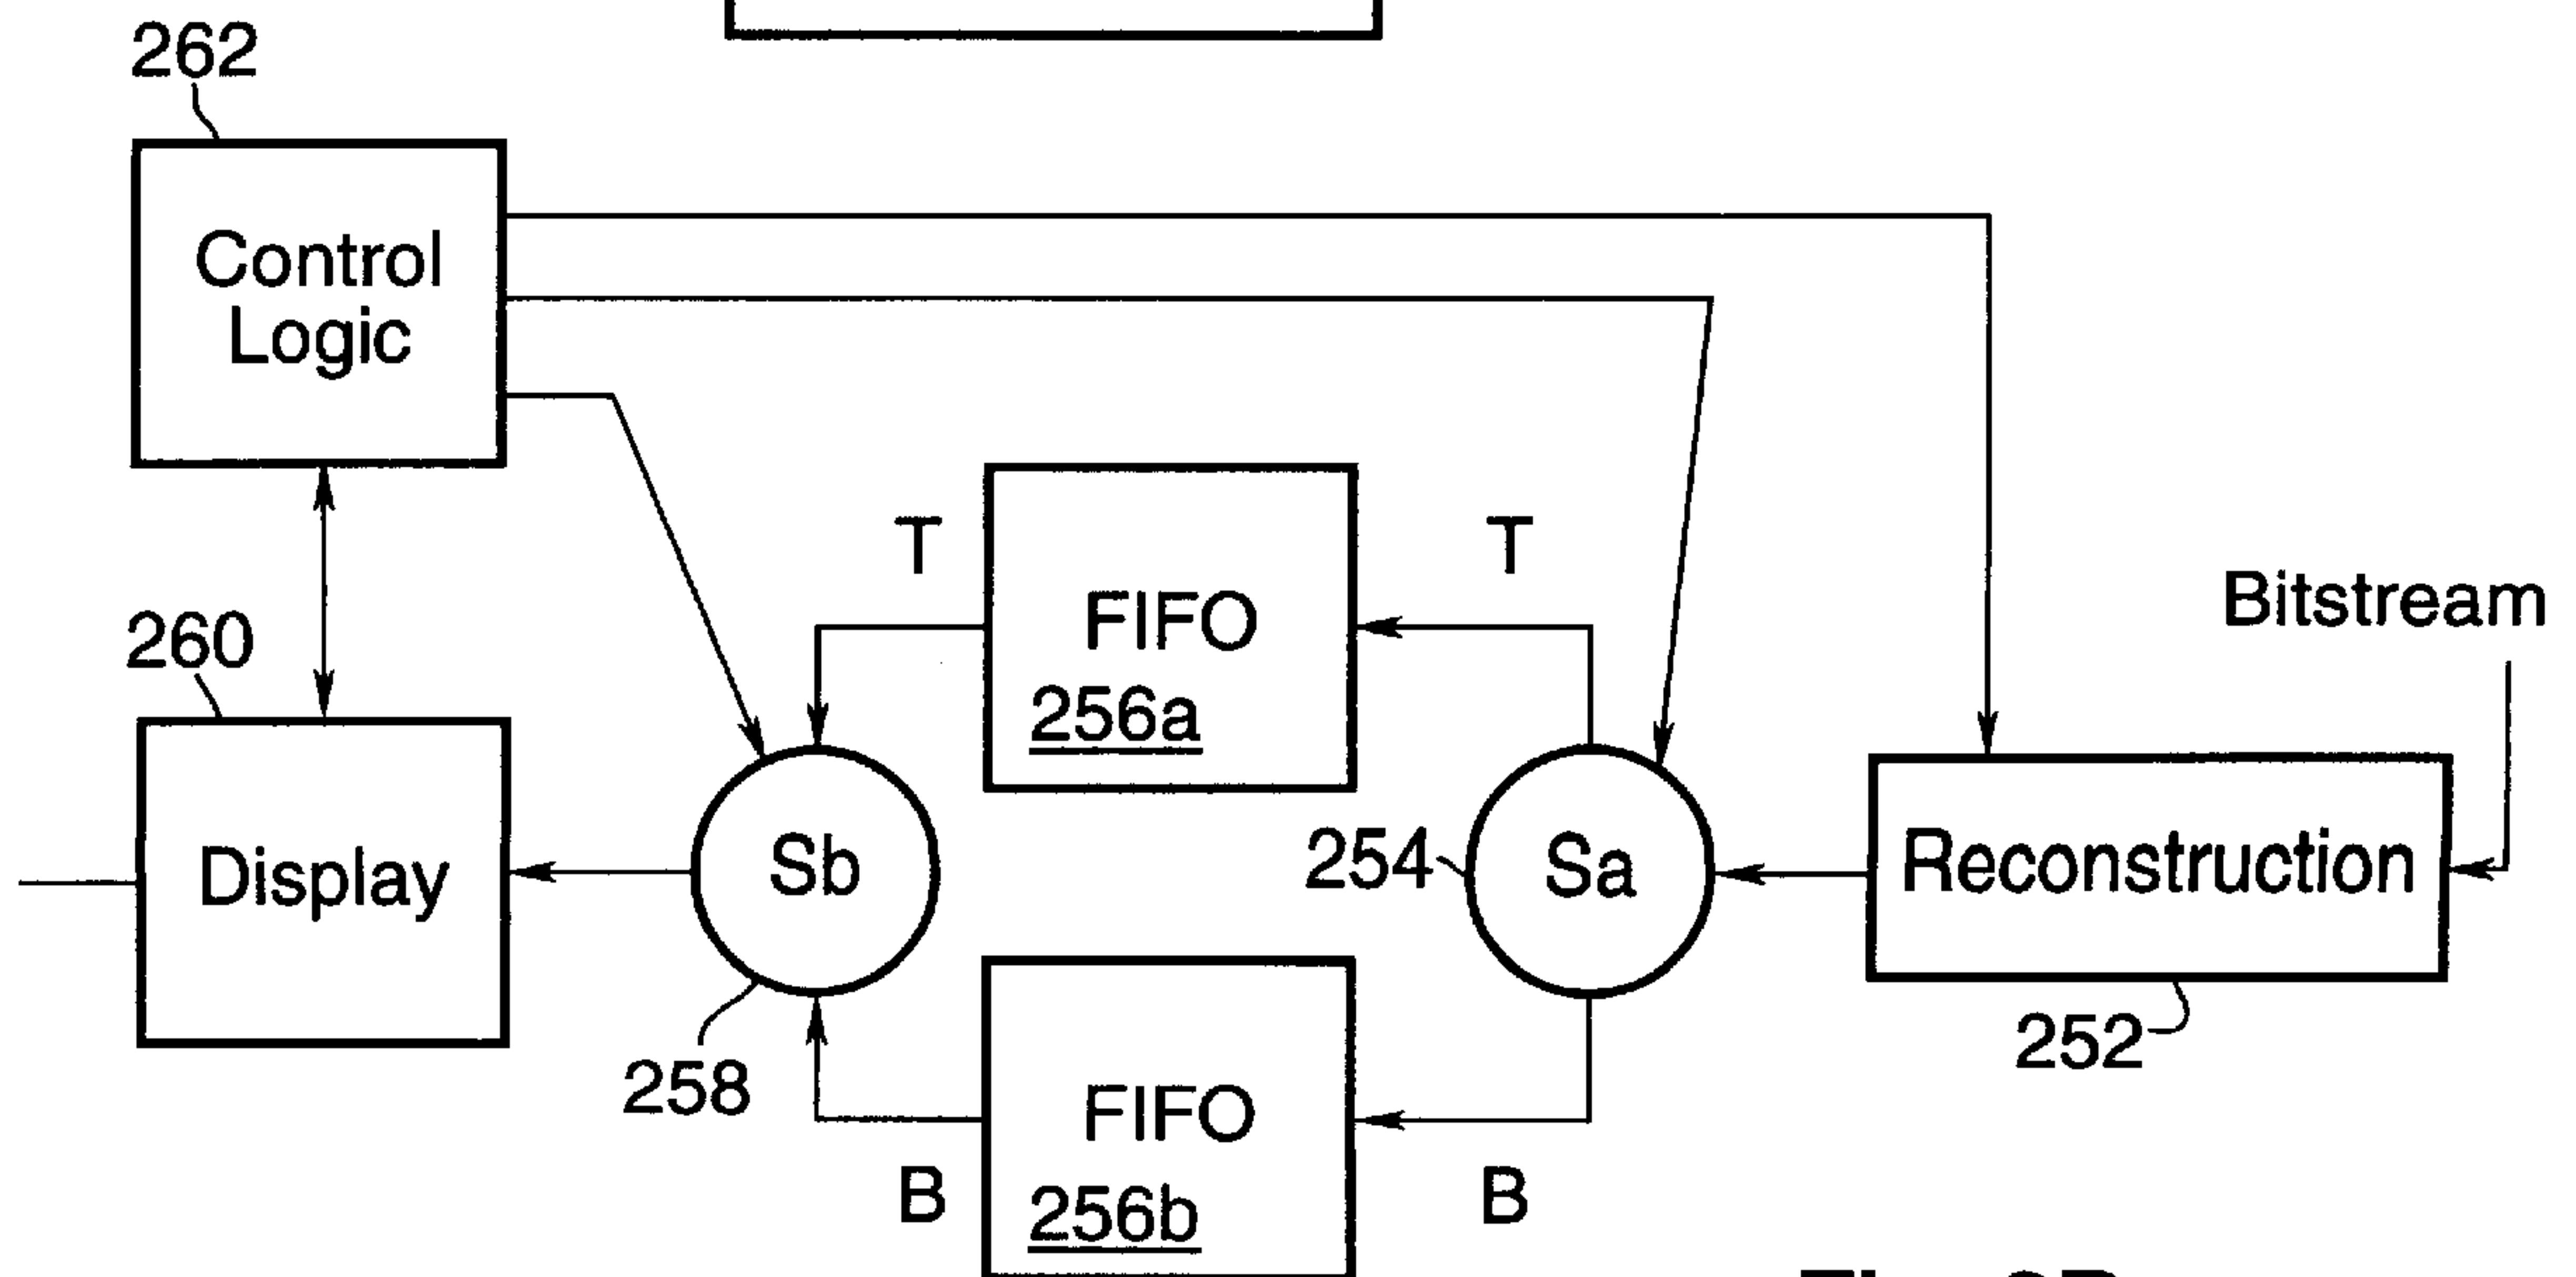 262
Control
Logic
T
T
FIFO
256a
Bitstream
260
Display
Sb
254
Sa
Reconstruction
258
252
FIFO
256b
B
B